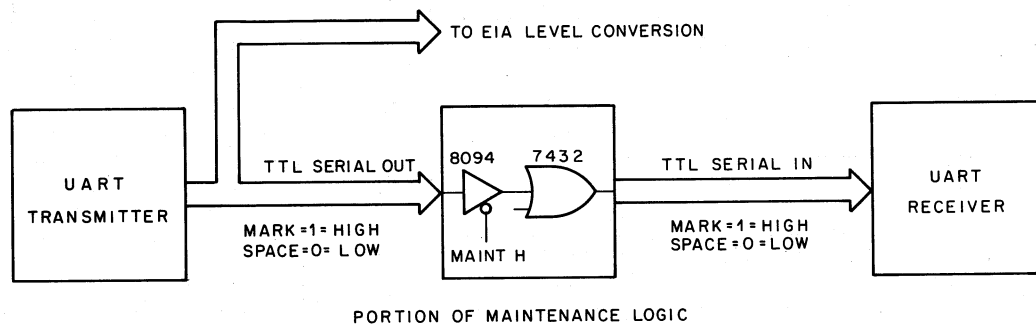 TO EIA LEVEL CONVERSION
UART
TRANSMITTER
TTL SERIAL OUT
MARK=1=HIGH
SPACE=0=LOW
8094
7432
MAINT H
TTL SERIAL IN
MARK=1=HIGH
SPACE=0=LOW
UART
RECEIVER
PORTION OF MAINTENANCE LOGIC